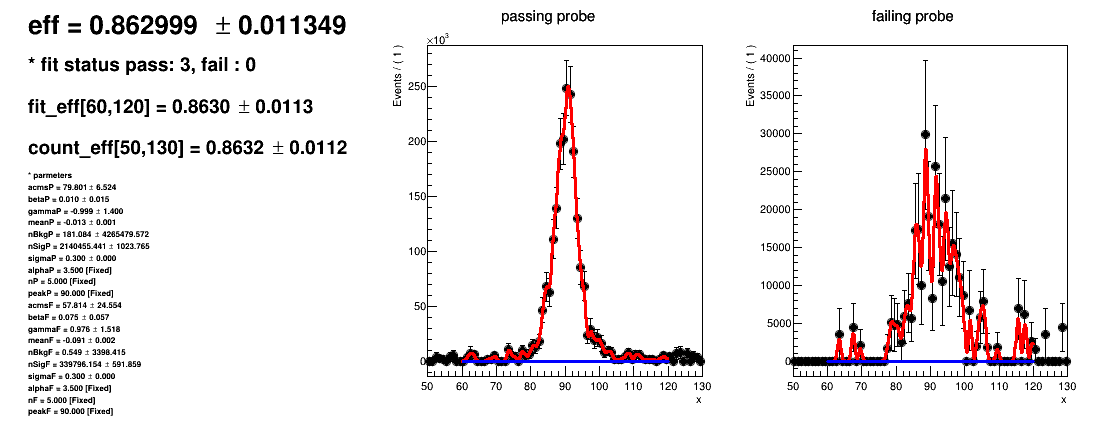 eff = 0.862999 ± 0.011349
* fit status pass: 3, fail : 0
fit_eff[60,120] = 0.8630 ± 0.0113
count_eff[50,130] = 0.8632 ± 0.0112
* parmeters
acmsP = 79.801 ± 6.524
betaP = 0.010 ± 0.015
gammaP = -0.999 ± 1.400
meanP = -0.013 ± 0.001
nBkgP = 181.084 ± 4265479.572
nSigP = 2140455.441 ± 1023.765
sigmaP = 0.300 ± 0.000
alphaP = 3.500 [Fixed]
nP = 5.000 [Fixed]
peakP = 90.000 [Fixed]
acmsF = 57.814 ± 24.554
betaF = 0.075 ± 0.057
gammaF = 0.976 ± 1.518
meanF = -0.091 ± 0.002
nBkgF = 0.549 ± 3398.415
nSigF = 339796.154 ± 591.859
sigmaF = 0.300 ± 0.000
alphaF = 3.500 [Fixed]
nF = 5.000 [Fixed]
peakF = 90.000 [Fixed]
passing probe
×10³
Events / ( 1 )
250
200
150
100
50
0
50 60 70 80 90 100 110 120 130
x
failing probe
Events / ( 1 )
40000
35000
30000
25000
20000
15000
10000
5000
0
50 60 70 80 90 100 110 120 130
x